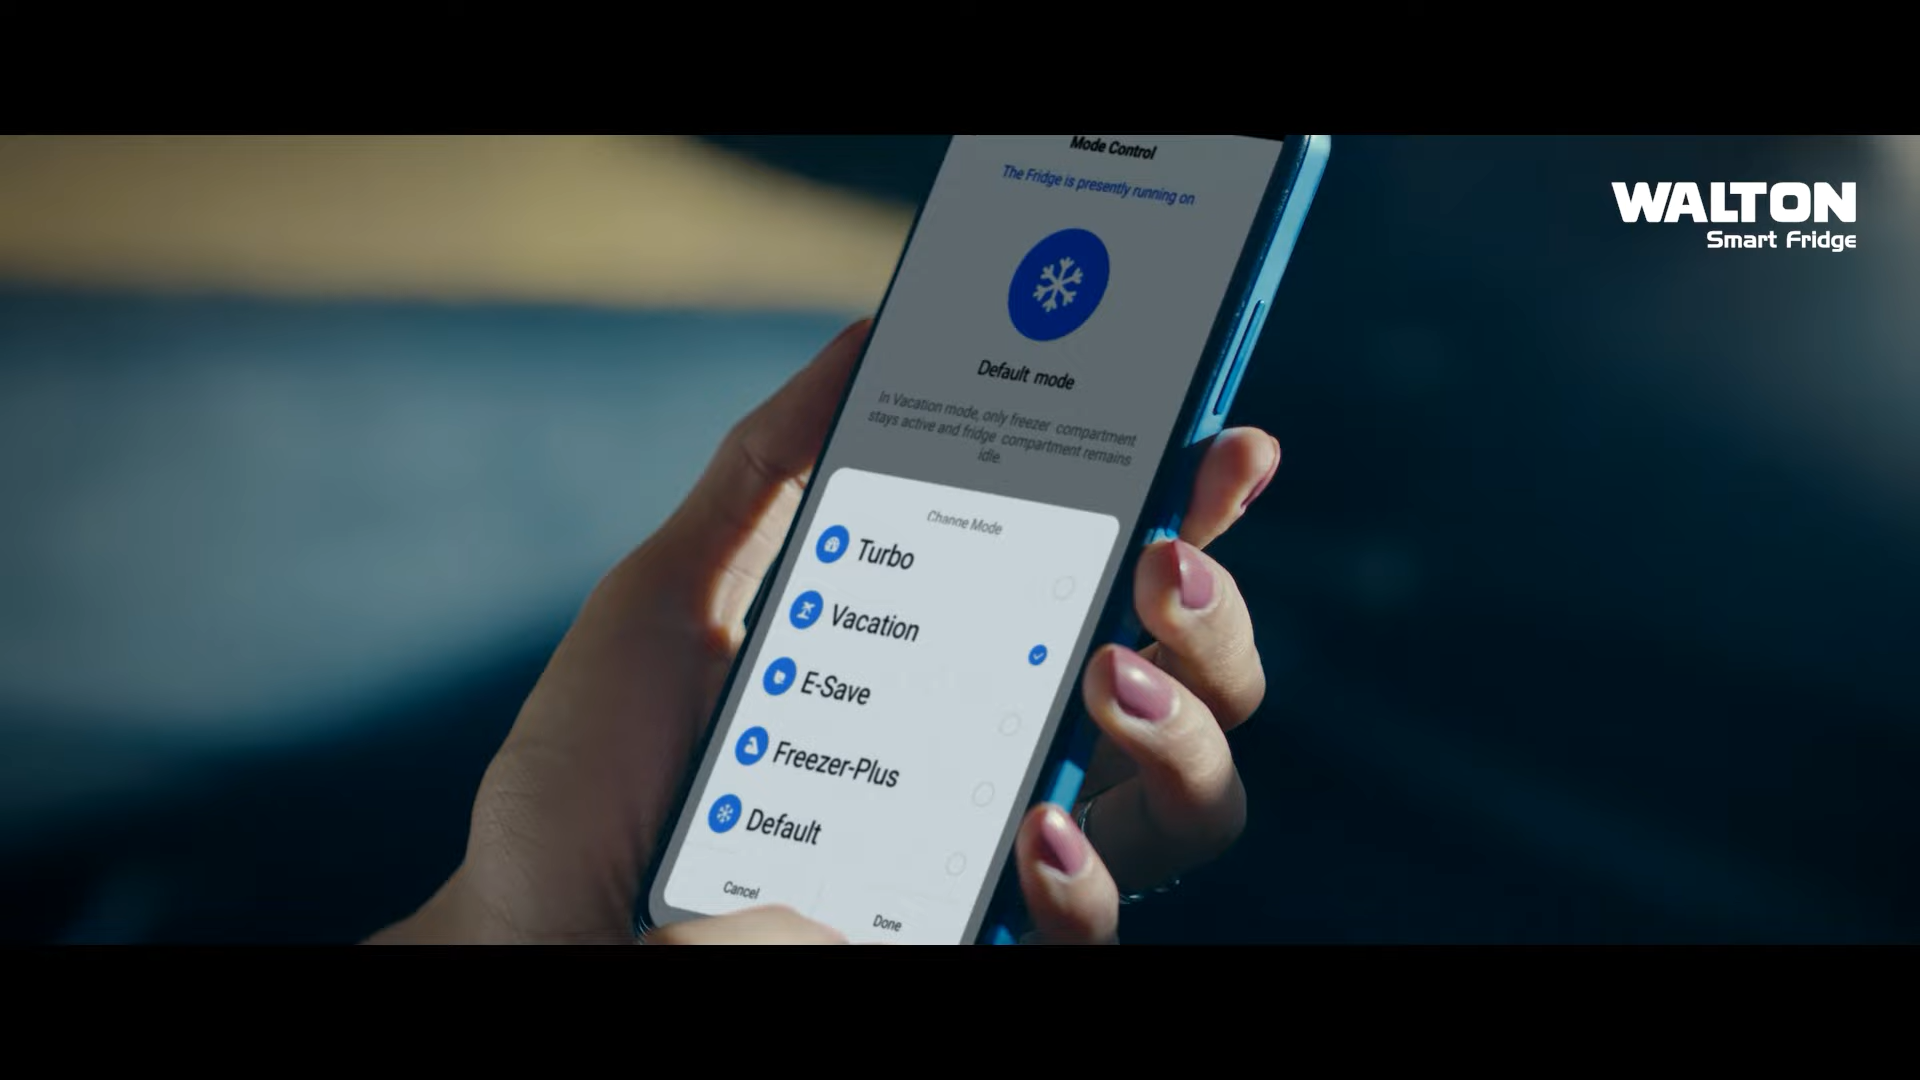 Mode Control
The Fridge is presently running on
WALTON
Smart Fridge
Default mode
In Vacation mode, only freezer compartment
stays active and fridge compartment remains
idle.
Change Mode
Turbo
Vacation
E-Save
Freezer-Plus
Default
Cancel
Done